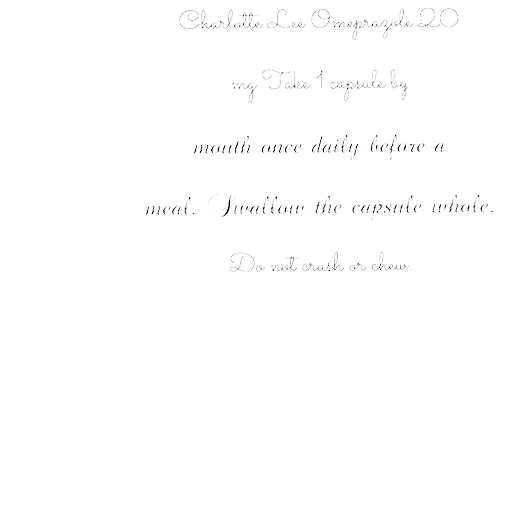 Charlotte Lee Omeprazole 20
mg Take 1 capsule by
mouth once daily before a
meal. Swallow the capsule whole.
Do not crush or chew.